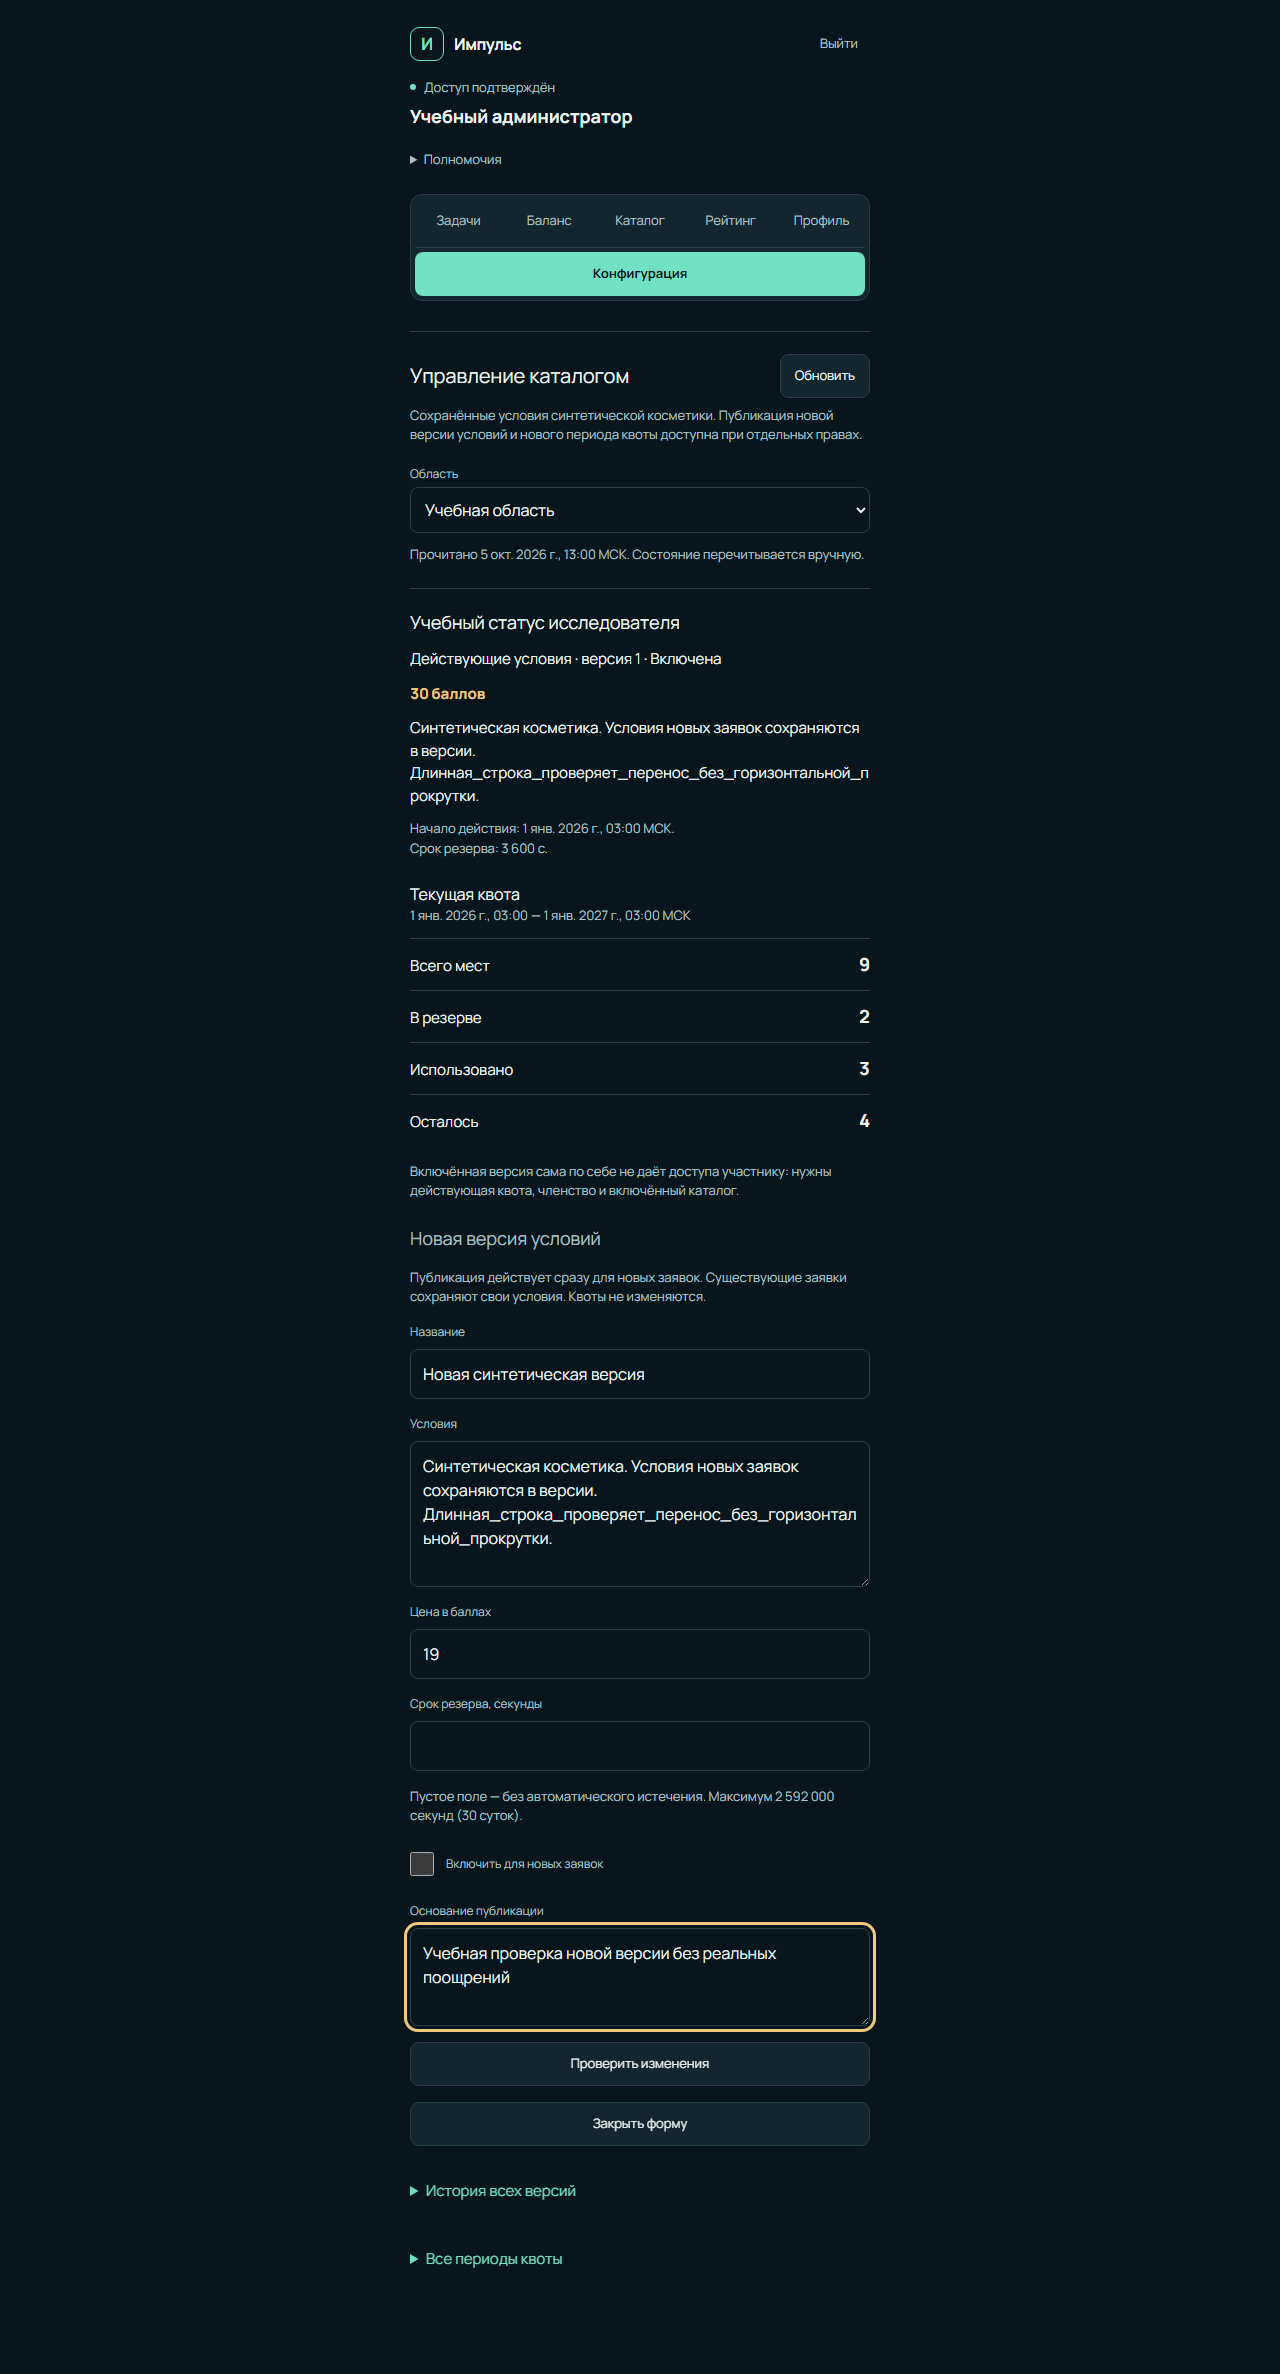 И Импульс
Выйти
Доступ подтверждён
Учебный администратор
Полномочия
Задачи Баланс Каталог Рейтинг Профиль
Конфигурация
Управление каталогом
Обновить
Сохранённые условия синтетической косметики. Публикация новой
версии условий и нового периода квоты доступна при отдельных правах.
Область
Учебная область
Прочитано 5 окт. 2026 г., 13:00 МСК. Состояние перечитывается вручную.
Учебный статус исследователя
Действующие условия · версия 1 · Включена
30 баллов
Синтетическая косметика. Условия новых заявок сохраняются
в версии.
Длинная_строка_проверяет_перенос_без_горизонтальной_п
рокрутки.
Начало действия: 1 янв. 2026 г., 03:00 МСК.
Срок резерва: 3 600 с.
Текущая квота
1 янв. 2026 г., 03:00 — 1 янв. 2027 г., 03:00 МСК
Всего мест 9
В резерве 2
Использовано 3
Осталось 4
Включённая версия сама по себе не даёт доступа участнику: нужны
действующая квота, членство и включённый каталог.
Новая версия условий
Публикация действует сразу для новых заявок. Существующие заявки
сохраняют свои условия. Квоты не изменяются.
Название
Новая синтетическая версия
Условия
Синтетическая косметика. Условия новых заявок
сохраняются в версии.
Длинная_строка_проверяет_перенос_без_горизонтал
ьной_прокрутки.
Цена в баллах
19
Срок резерва, секунды
Пустое поле — без автоматического истечения. Максимум 2 592 000
секунд (30 суток).
Включить для новых заявок
Основание публикации
Учебная проверка новой версии без реальных
поощрений
Проверить изменения
Закрыть форму
История всех версий
Все периоды квоты